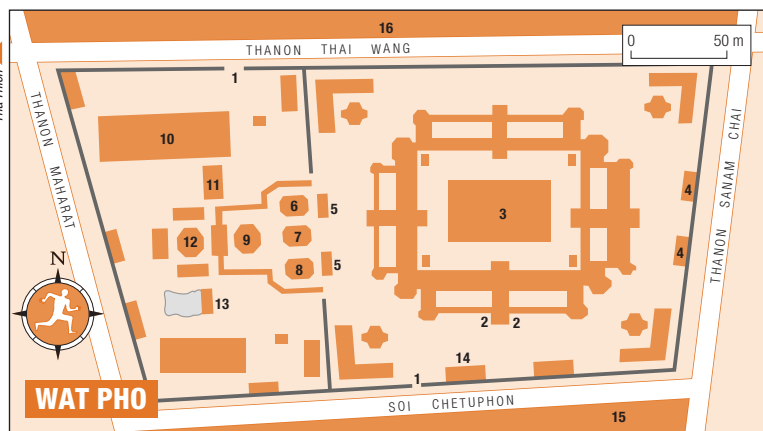 16
THANON THAI WANG
0 50 m
1
THANON MAHARAT
THANON SANAM CHAI
10
11
4
6
5
3
7
12
9
4
8
5
N
13
2 2
14
1
WAT PHO
SOI CHETUPHON
15